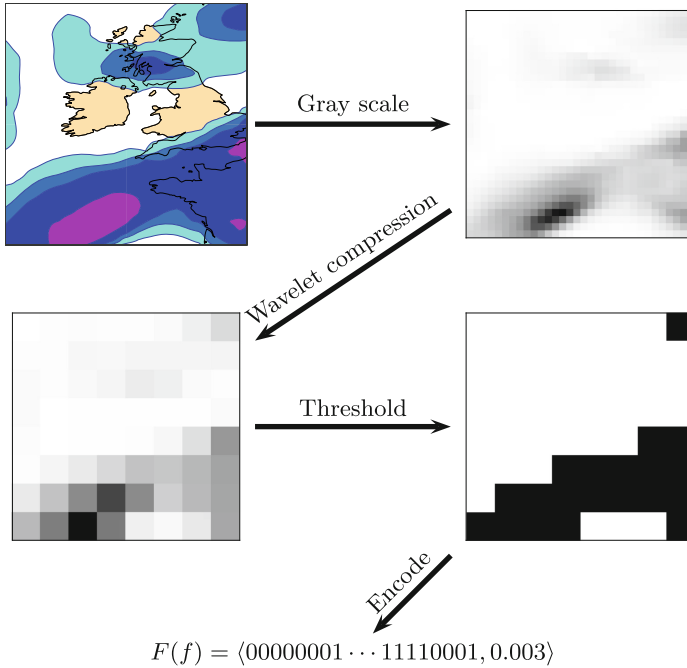 Gray scale
Wavelet compression
Threshold
Encode
F(f) = ⟨00000001 ⋯ 11110001, 0.003⟩